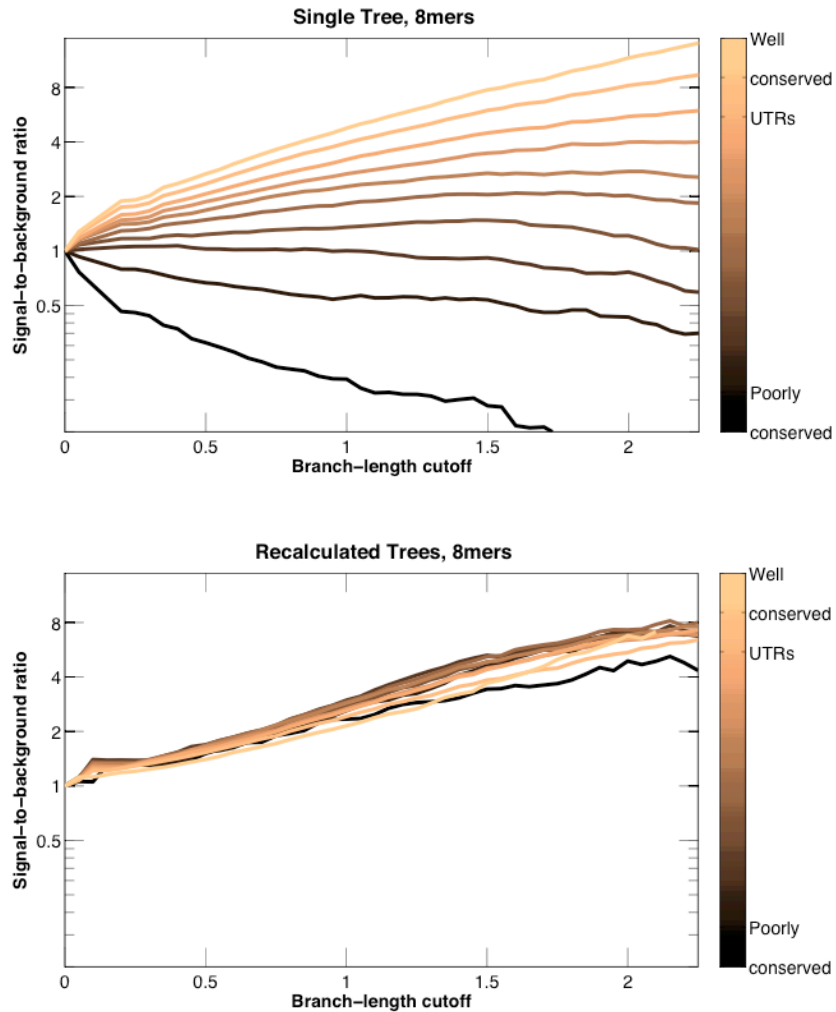 Single Tree, 8mers
Signal-to-background ratio
8
4
2
1
0.5
0
0.5
1
1.5
2
Branch-length cutoff
Well
conserved
UTRs
Poorly
conserved
Recalculated Trees, 8mers
Signal-to-background ratio
8
4
2
1
0.5
0
0.5
1
1.5
2
Branch-length cutoff
Well
conserved
UTRs
Poorly
conserved